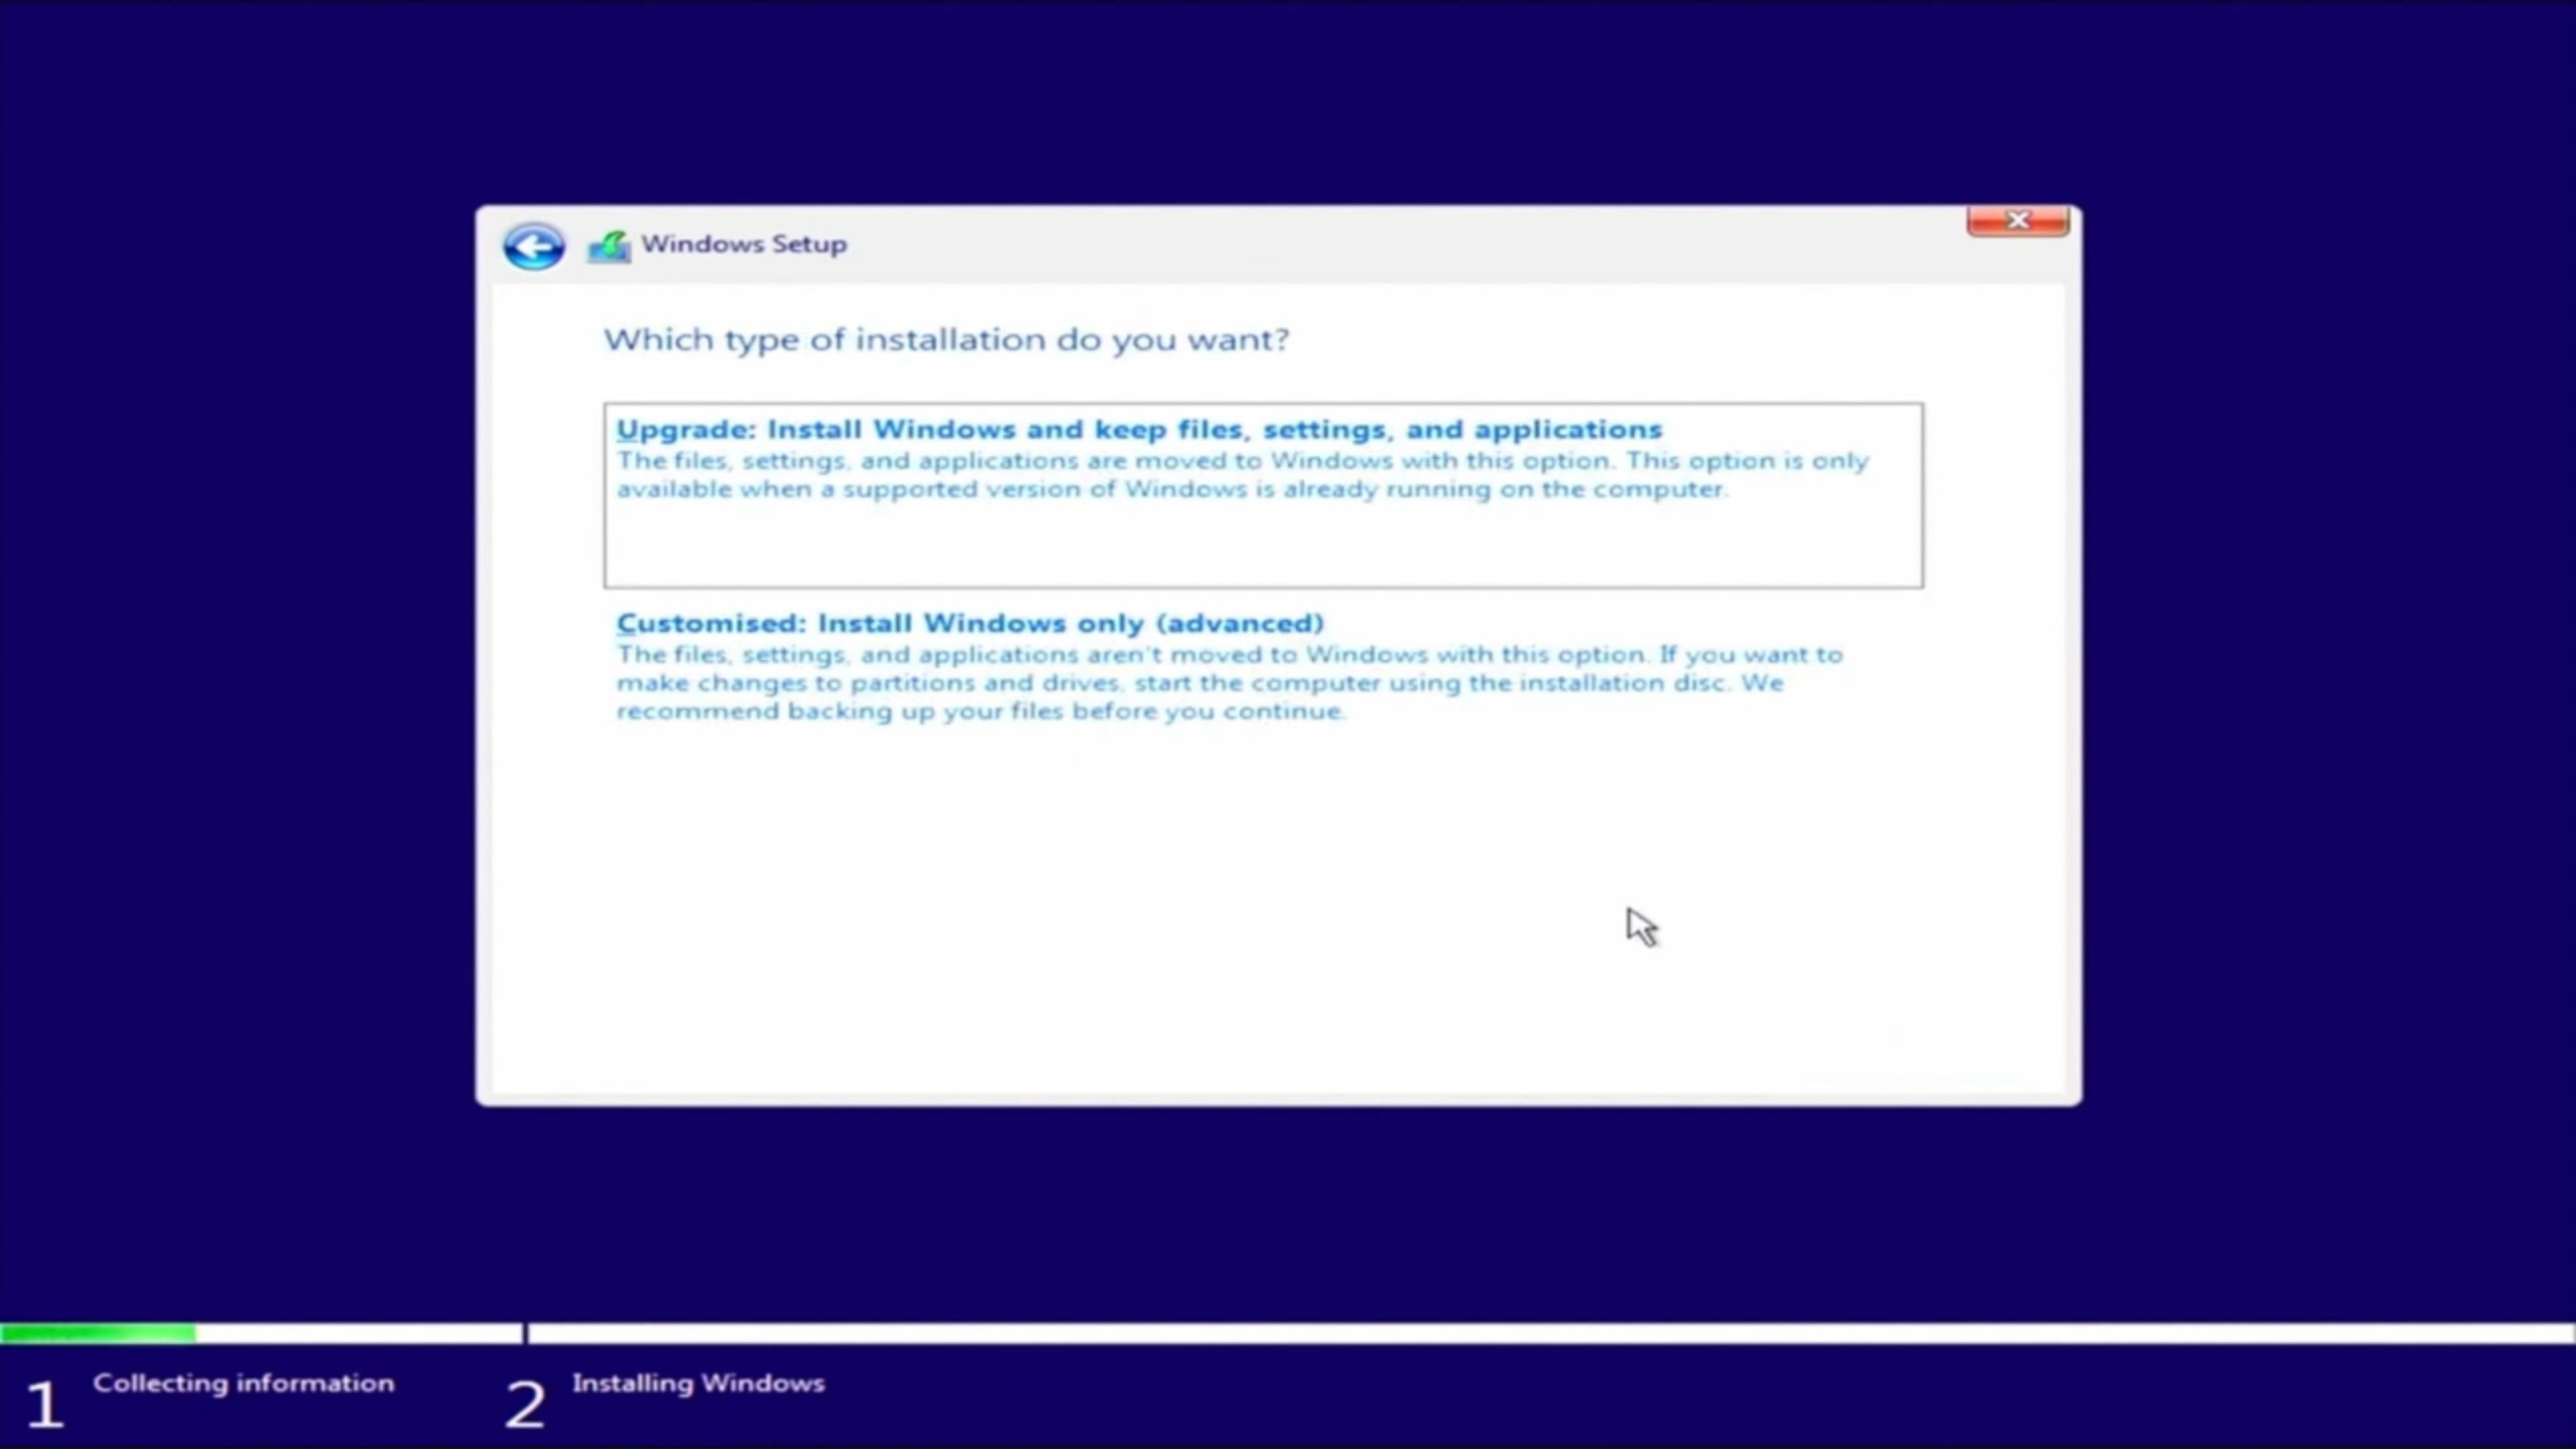 Windows Setup
Which type of installation do you want?
Upgrade: Install Windows and keep files, settings, and applications
The files, settings, and applications are moved to Windows with this option. This option is only
available when a supported version of Windows is already running on the computer.
Customised: Install Windows only (advanced)
The files, settings, and applications aren't moved to Windows with this option. If you want to
make changes to partitions and drives, start the computer using the installation disc. We
recommend backing up your files before you continue.
1 Collecting information 2 Installing Windows